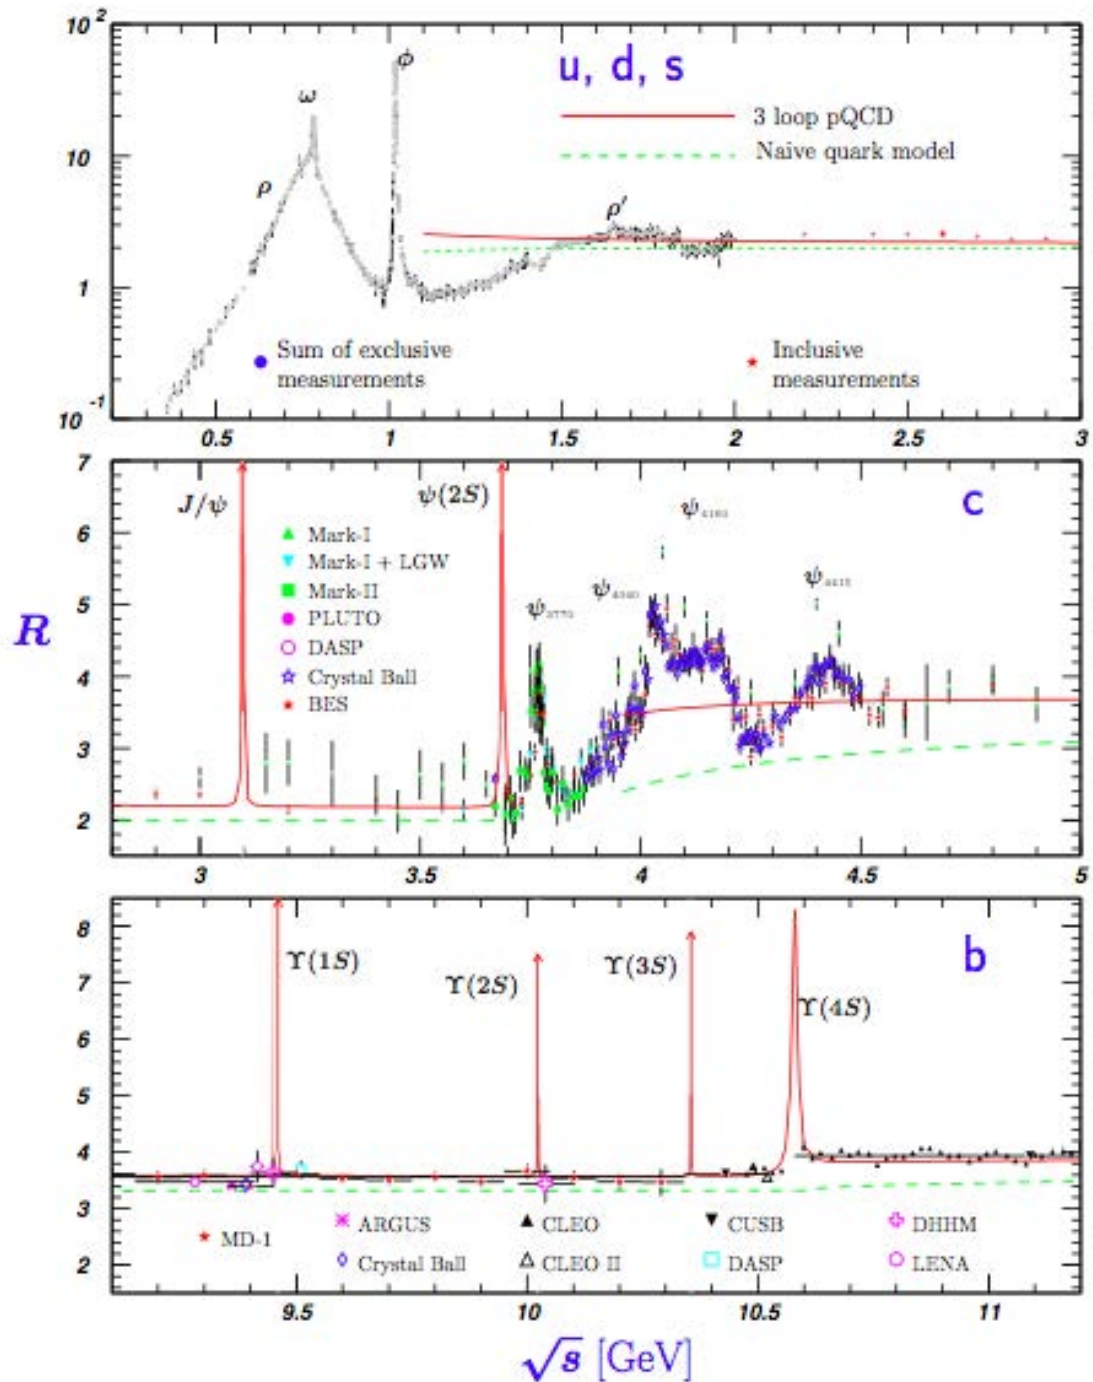 10 2
10
1
10 -1
ρ
ω
ϕ
ρ′
u, d, s
3 loop pQCD
Naive quark model
Sum of exclusive
measurements
Inclusive
measurements
0.5 1 1.5 2 2.5 3
R
7
6
5
4
3
2
J/ψ
ψ(2S)
c
Mark-I
Mark-I + LGW
Mark-II
PLUTO
DASP
Crystal Ball
BES
ψ3770
ψ
ψ
ψ
3 3.5 4 4.5 5
8
7
6
5
4
3
2
Υ(1S)
Υ(2S)
Υ(3S)
Υ(4S)
b
MD-1
ARGUS
Crystal Ball
CLEO
CLEO II
CUSB
DASP
DHHM
LENA
9.5 10 10.5 11
√s [GeV]